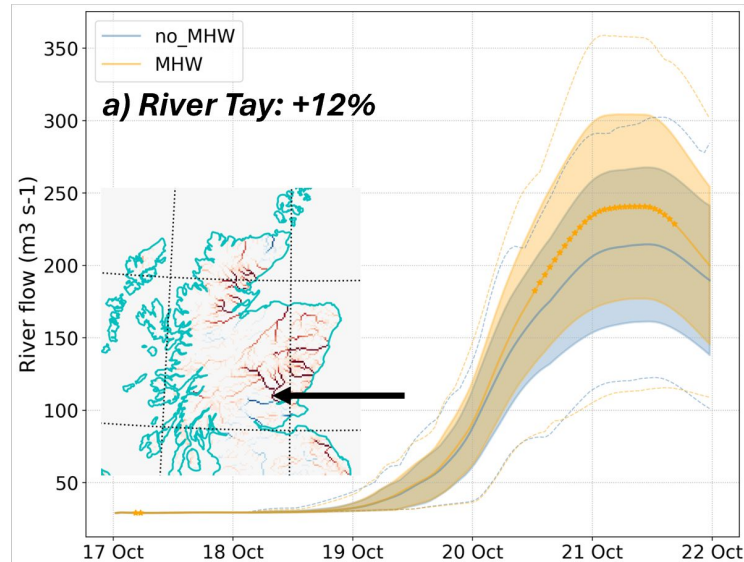 350
300
250
200
150
100
50
River flow (m3 s-1)
no_MHW
MHW
a) River Tay: +12%
17 Oct
18 Oct
19 Oct
20 Oct
21 Oct
22 Oct